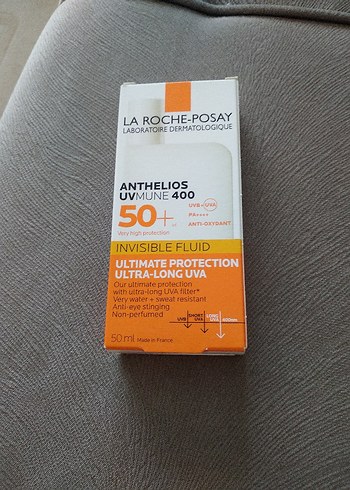 LA ROCHE-POSAY
LABORATOIRE DERMATOLOGIQUE
ANTHELIOS
UVMUNE 400
50+
UVB+UVA
PA++++
ANTI-OXYDANT
Very high protection
INVISIBLE FLUID
ULTIMATE PROTECTION
ULTRA-LONG UVA
Our ultimate protection
with ultra-long UVA filter*
Very water + sweat resistant
Anti-eye stinging
Non-perfumed
UVB
SHORT UVA
LONG UVA
400nm
50 ml Made in France